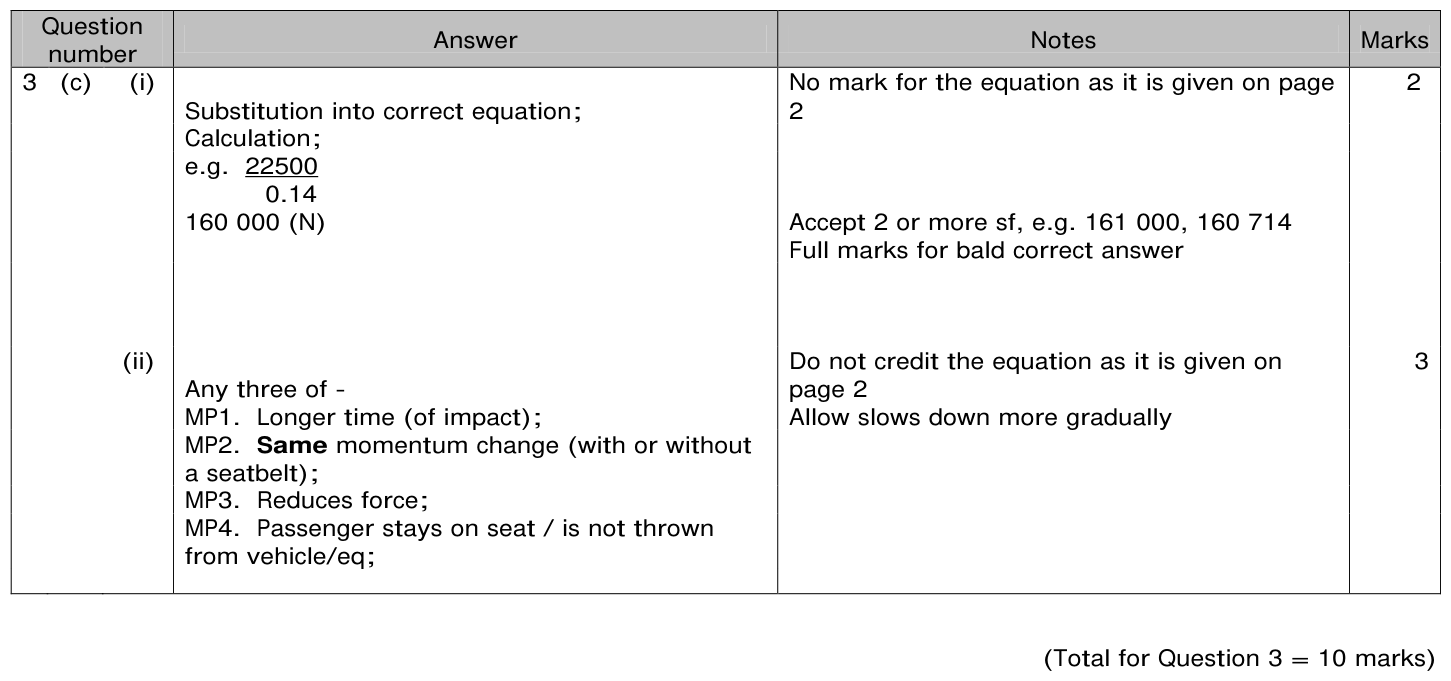 Question number Answer Notes Marks
3 (c) (i) No mark for the equation as it is given on page 2
2
Substitution into correct equation;
Calculation;
e.g. 22500
0.14
160 000 (N) Accept 2 or more sf, e.g. 161 000, 160 714
Full marks for bald correct answer
(ii) Do not credit the equation as it is given on 3
Any three of - page 2
MP1. Longer time (of impact); Allow slows down more gradually
MP2. Same momentum change (with or without
a seatbelt);
MP3. Reduces force;
MP4. Passenger stays on seat / is not thrown
from vehicle/eq;
(Total for Question 3 = 10 marks)